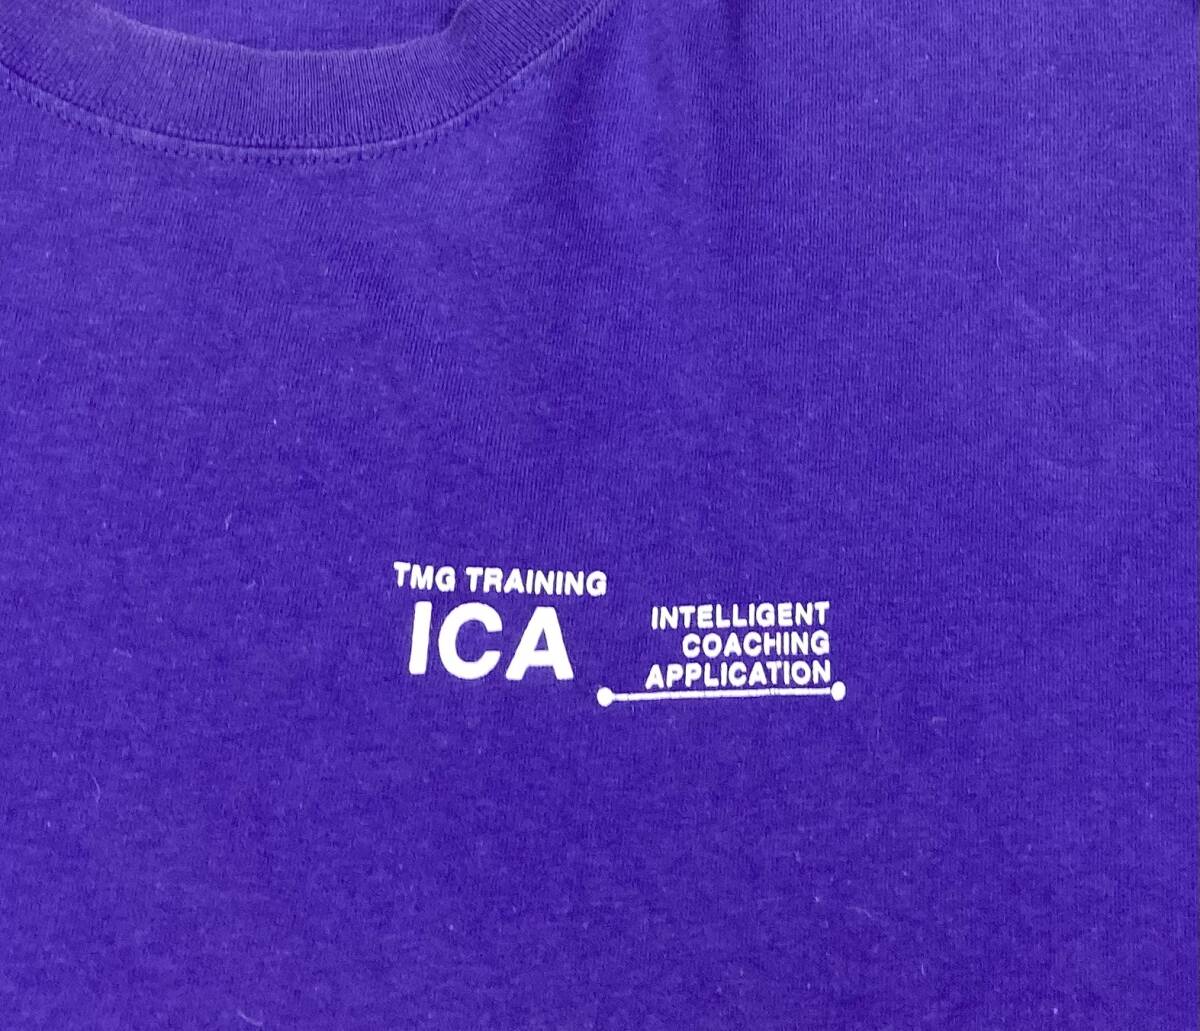 TMG TRAINING
ICA
INTELLIGENT
COACHING
APPLICATION